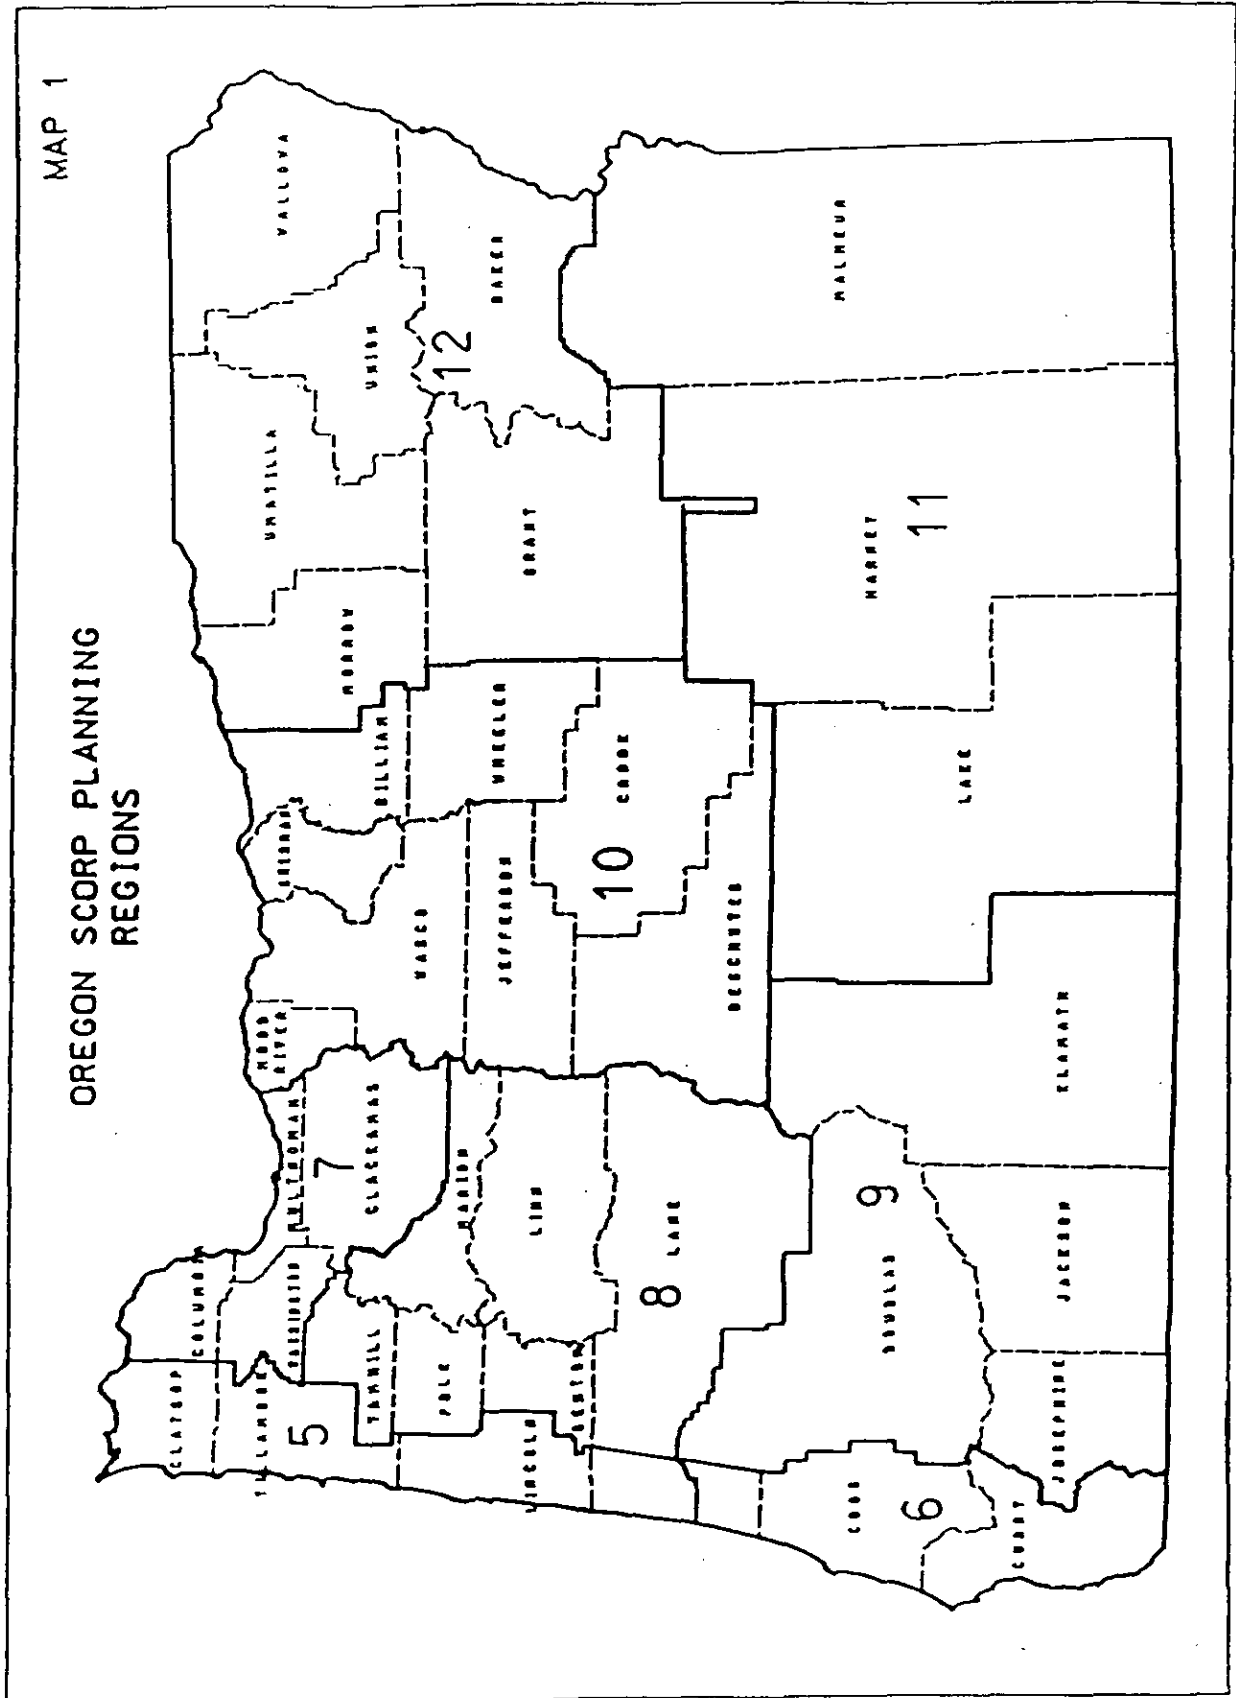 MAP 1
OREGON SCORP PLANNING
REGIONS
CLATSOP
COLUMBIA
TILLAMOOK
5
WASHINGTON
MULTNOMAH
7
CLACKAMAS
YAMHILL
POLK
MARION
LINCOLN
BENTON
LINN
8
LANE
COOS
6
CURRY
DOUGLAS
9
JOSEPHINE
JACKSON
KLAMATH
HOOD
RIVER
WASCO
SHERMAN
GILLIAM
JEFFERSON
WHEELER
10
CROOK
DESCHUTES
MORROW
UMATILLA
UNION
WALLOWA
12
BAKER
GRANT
LAKE
HARNEY
11
MALHEUR